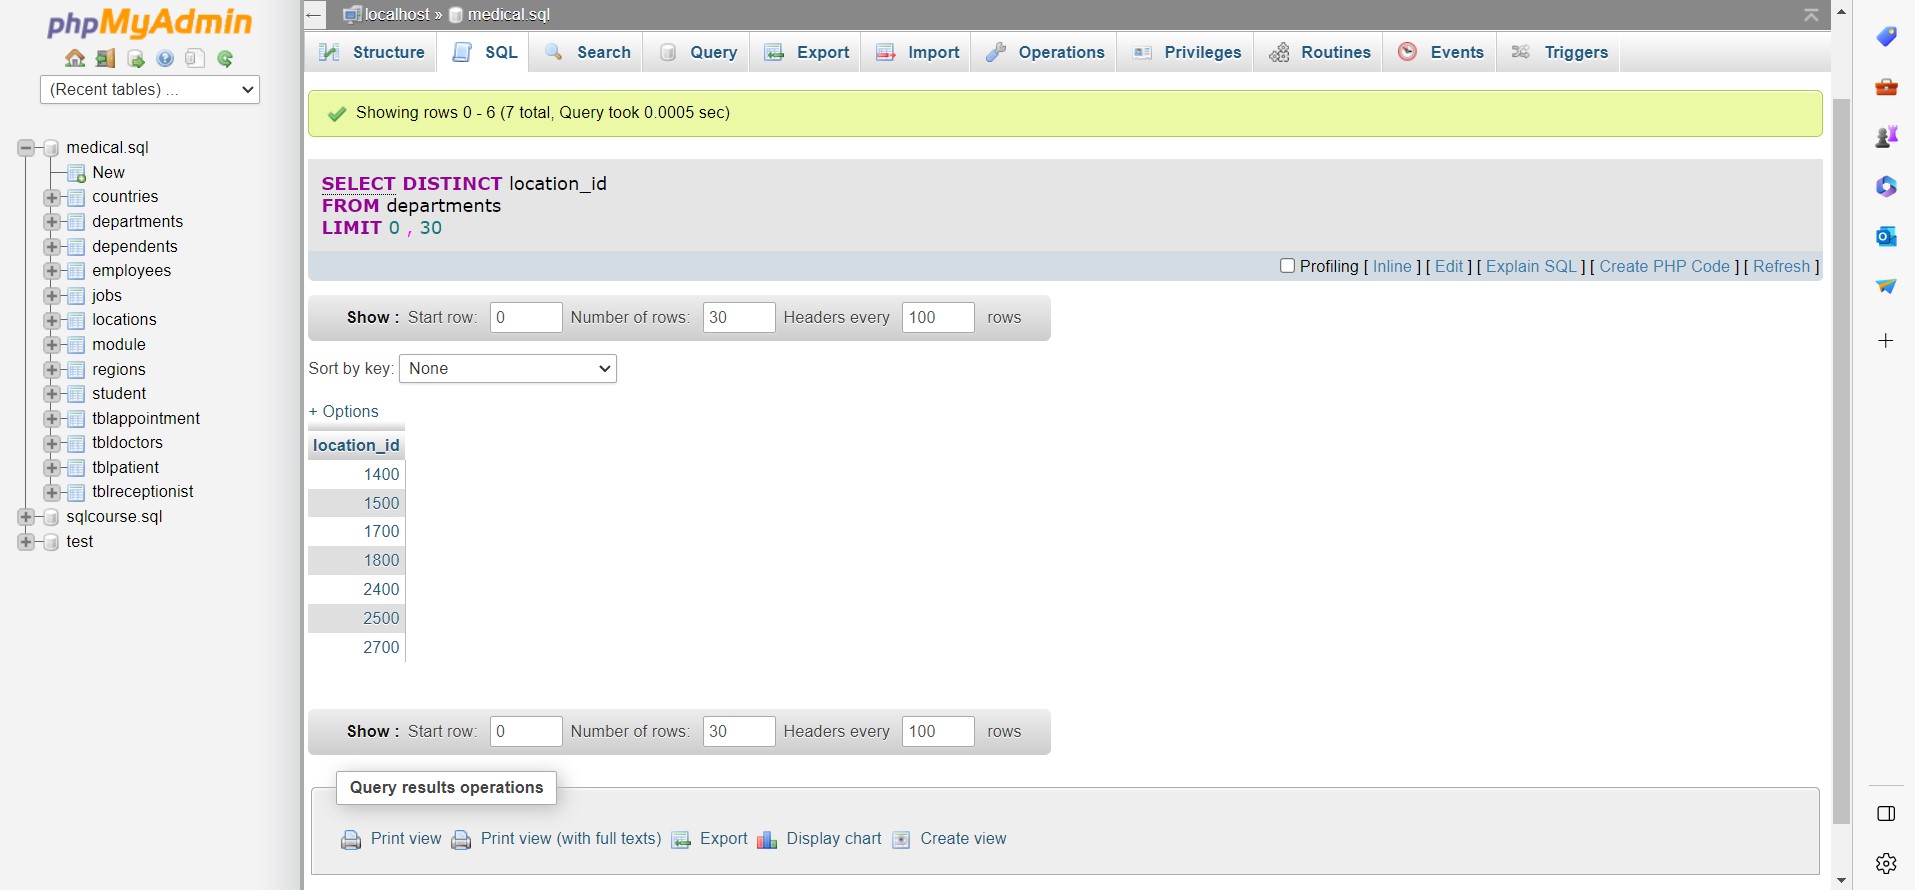 phpMyAdmin
(Recent tables) ...
medical.sql
New
countries
departments
dependents
employees
jobs
locations
module
regions
student
tblappointment
tbldoctors
tblpatient
tblreceptionist
sqlcourse.sql
test
← localhost » medical.sql
Structure SQL Search Query Export Import Operations Privileges Routines Events Triggers
Showing rows 0 - 6 (7 total, Query took 0.0005 sec)
SELECT DISTINCT location_id
FROM departments
LIMIT 0 , 30
Profiling [ Inline ] [ Edit ] [ Explain SQL ] [ Create PHP Code ] [ Refresh ]
Show : Start row: 0 Number of rows: 30 Headers every 100 rows
Sort by key: None
+ Options
location_id
1400
1500
1700
1800
2400
2500
2700
Show : Start row: 0 Number of rows: 30 Headers every 100 rows
Query results operations
Print view Print view (with full texts) Export Display chart Create view